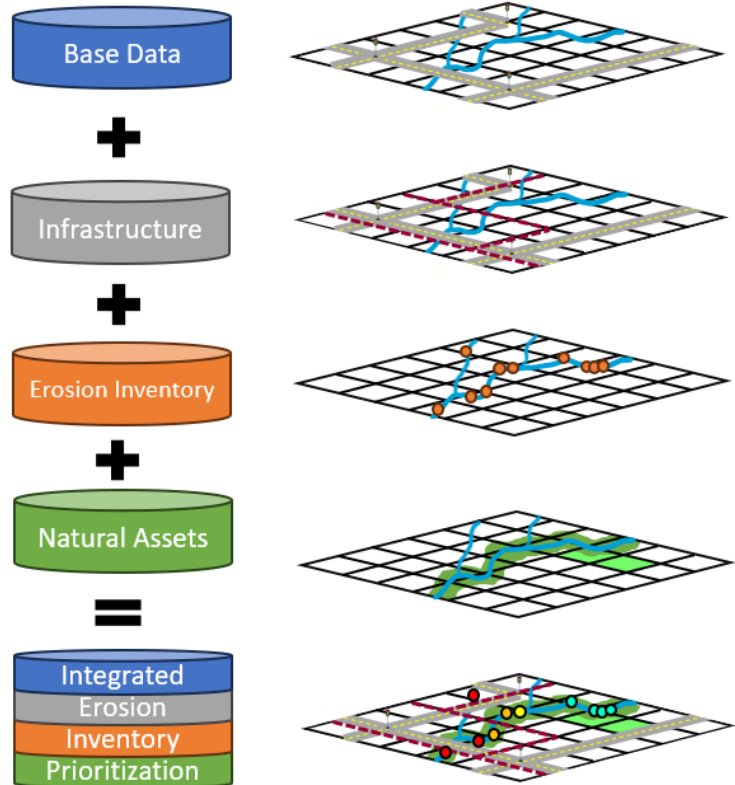 Base Data
+
Infrastructure
+
Erosion Inventory
+
Natural Assets
=
Integrated
Erosion
Inventory
Prioritization